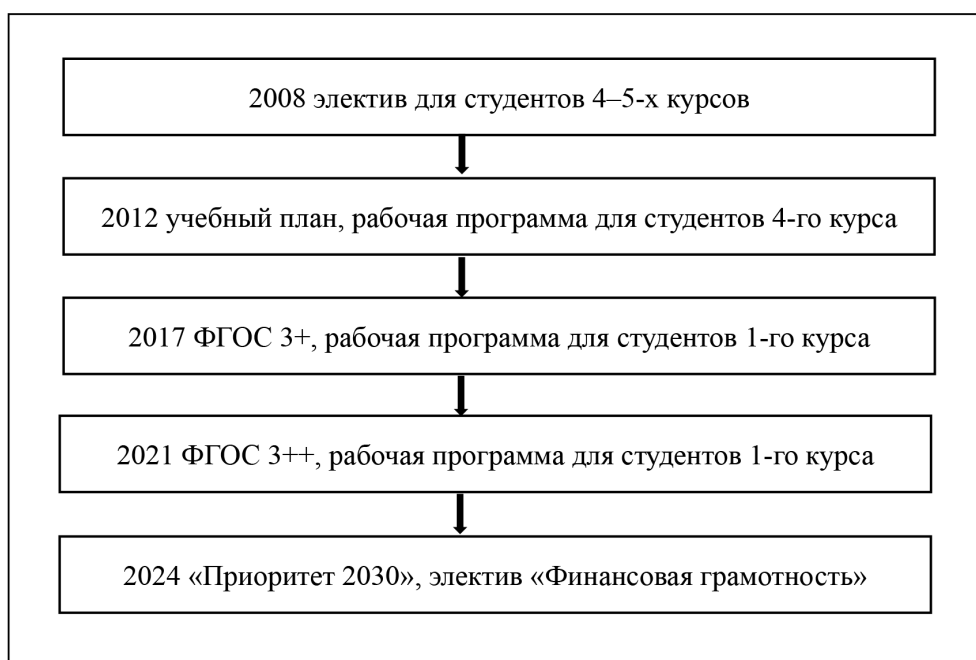 2008 электив для студентов 4–5-х курсов
2012 учебный план, рабочая программа для студентов 4-го курса
2017 ФГОС 3+, рабочая программа для студентов 1-го курса
2021 ФГОС 3++, рабочая программа для студентов 1-го курса
2024 «Приоритет 2030», электив «Финансовая грамотность»